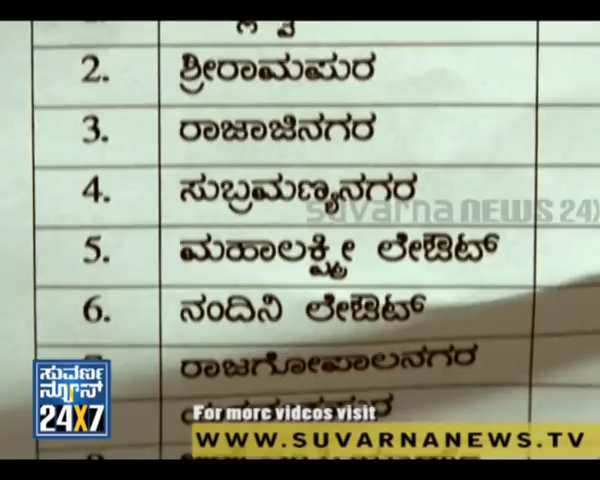 2. ಶ್ರೀರಾಮಪುರ
3. ರಾಜಾಜಿನಗರ
4. ಸುಬ್ರಮಣ್ಯನಗರ
suvarna NEWS 24X
5. ಮಹಾಲಕ್ಷ್ಮೀ ಲೇಔಟ್
6. ನಂದಿನಿ ಲೇಔಟ್
ರಾಜಗೋಪಾಲನಗರ
ಸುವರ್ಣ
ನ್ಯೂಸ್
24X7
For more videos visit
WWW.SUVARNANEWS.TV